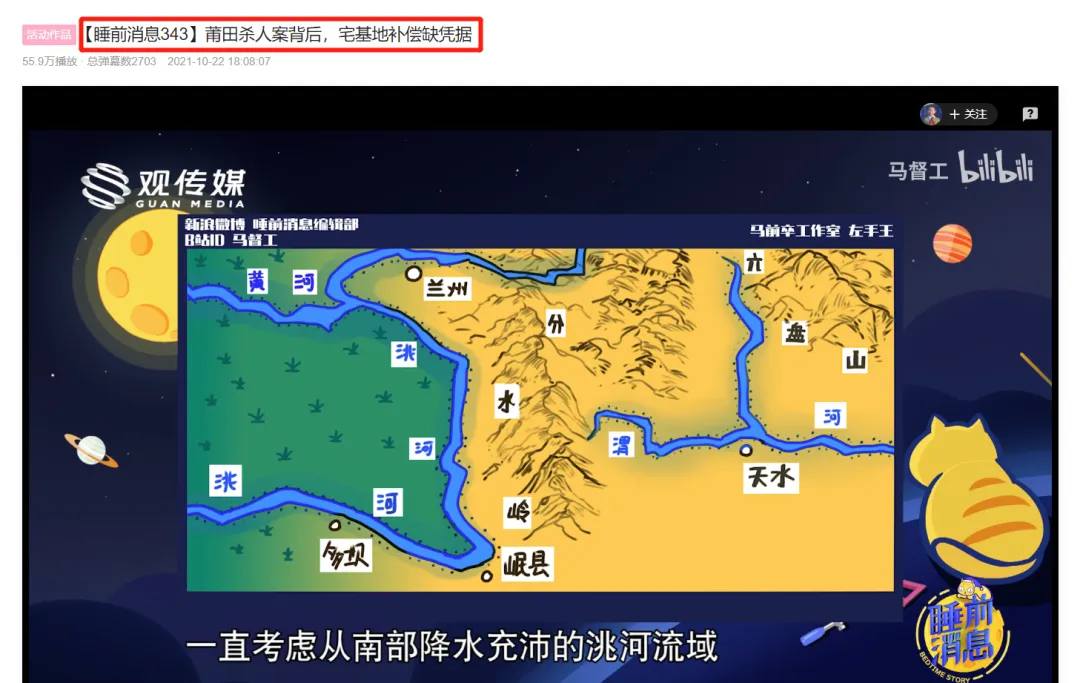 活动作品 【睡前消息343】莆田杀人案背后，宅基地补偿缺凭据
55.9万播放 · 总弹幕数2703 2021-10-22 18:08:07
+ 关注
观传媒
GUAN MEDIA
马督工 bilibili
新浪微博 睡前消息编辑部
B站ID 马督工
马前卒工作室 左手王
黄河
兰州
洮河
洮河
分水岭
六盘山
渭河
天水
多坝
岷县
睡前消息
BEDTIME STORY
一直考虑从南部降水充沛的洮河流域